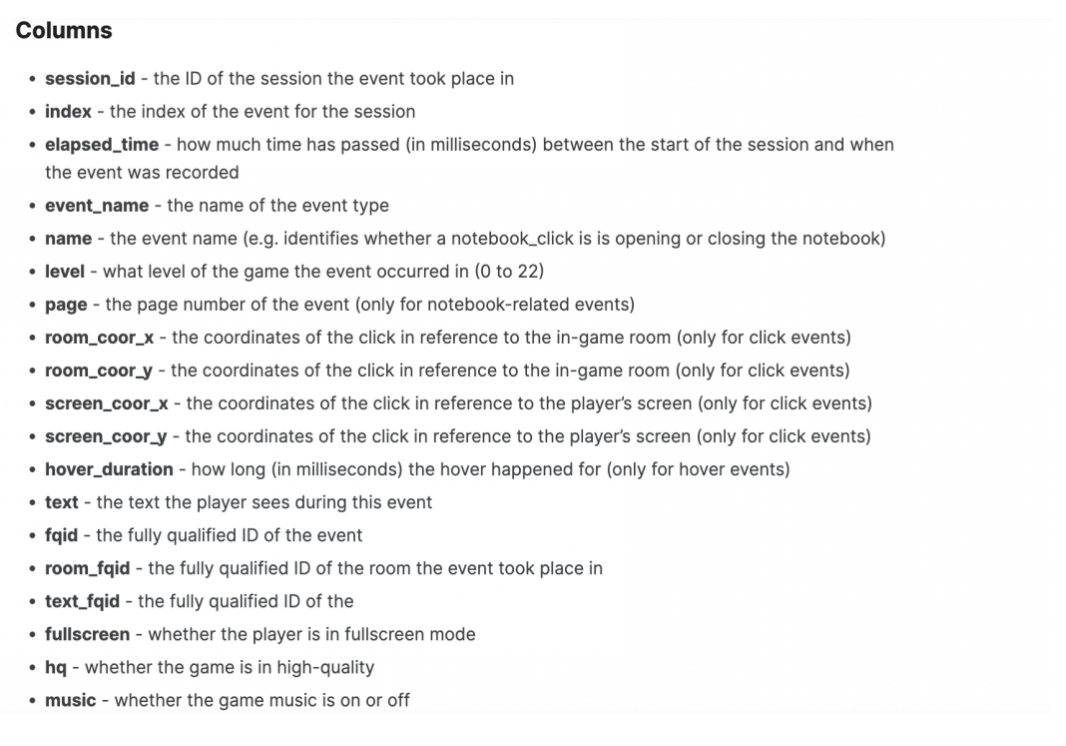 Columns
• session_id - the ID of the session the event took place in
• index - the index of the event for the session
• elapsed_time - how much time has passed (in milliseconds) between the start of the session and when
the event was recorded
• event_name - the name of the event type
• name - the event name (e.g. identifies whether a notebook_click is is opening or closing the notebook)
• level - what level of the game the event occurred in (0 to 22)
• page - the page number of the event (only for notebook-related events)
• room_coor_x - the coordinates of the click in reference to the in-game room (only for click events)
• room_coor_y - the coordinates of the click in reference to the in-game room (only for click events)
• screen_coor_x - the coordinates of the click in reference to the player's screen (only for click events)
• screen_coor_y - the coordinates of the click in reference to the player's screen (only for click events)
• hover_duration - how long (in milliseconds) the hover happened for (only for hover events)
• text - the text the player sees during this event
• fqid - the fully qualified ID of the event
• room_fqid - the fully qualified ID of the room the event took place in
• text_fqid - the fully qualified ID of the
• fullscreen - whether the player is in fullscreen mode
• hq - whether the game is in high-quality
• music - whether the game music is on or off